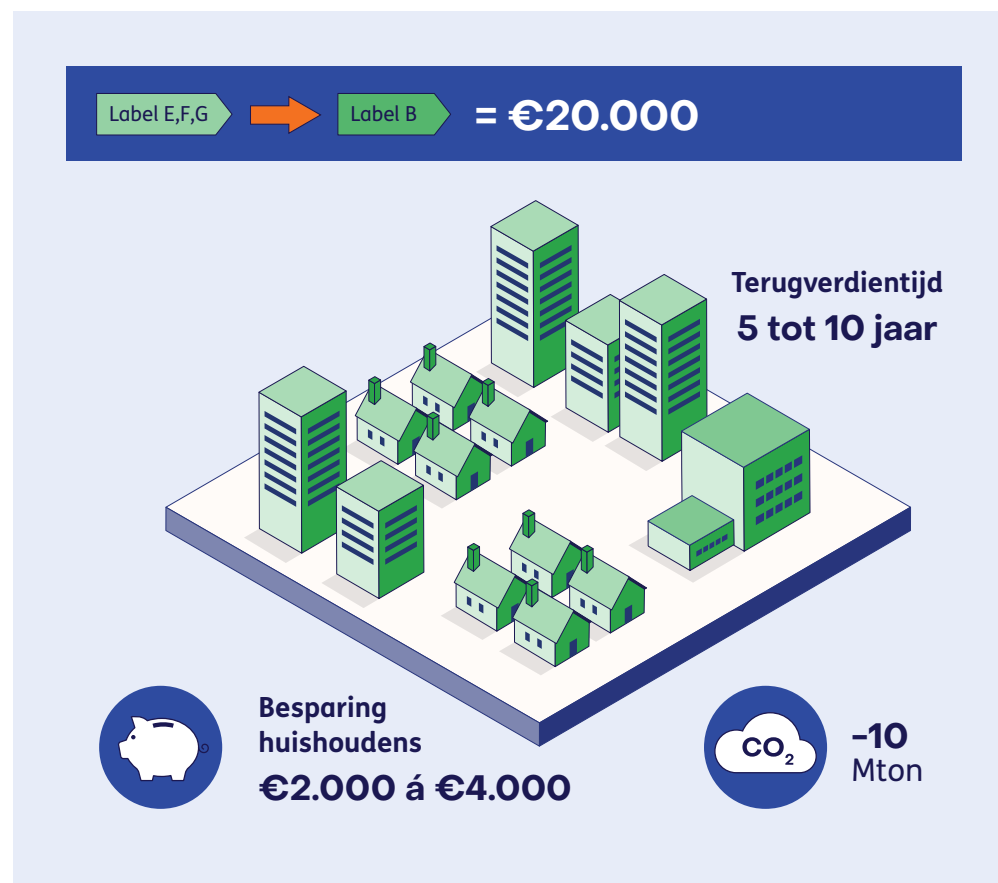 Label E,F,G Label B = €20.000
Terugverdientijd
5 tot 10 jaar
Besparing
huishoudens
€2.000 á €4.000
CO₂
-10
Mton